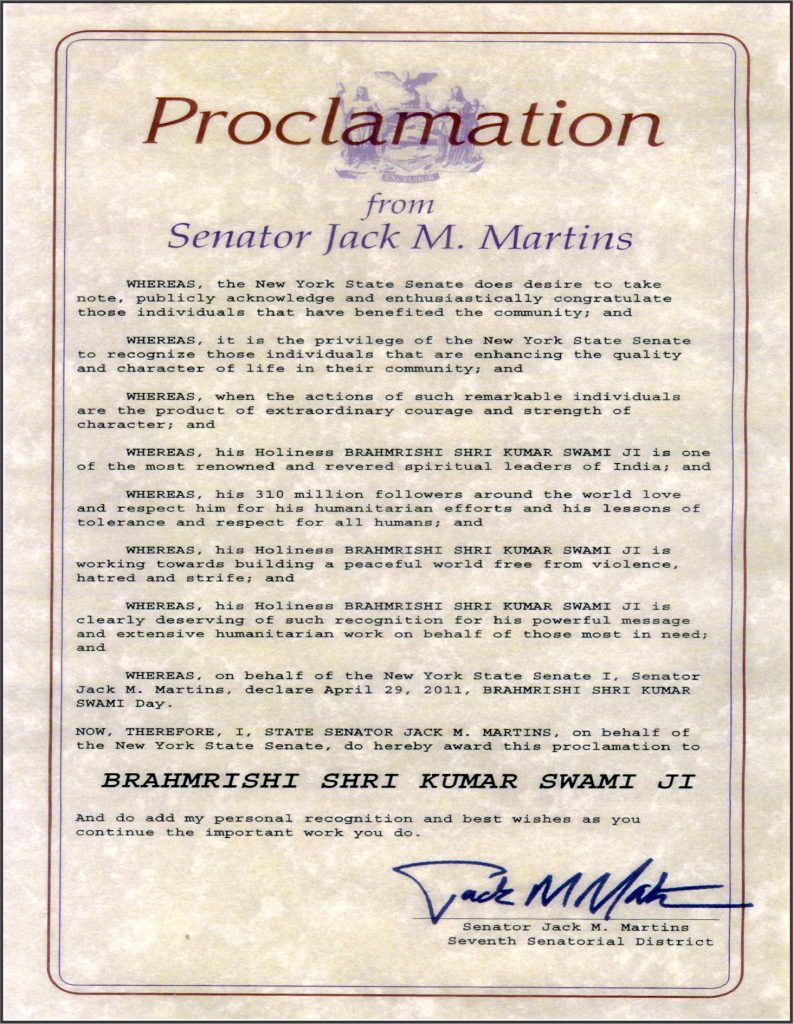 Proclamation
EXCELSIOR
from
Senator Jack M. Martins
WHEREAS, the New York State Senate does desire to take
note, publicly acknowledge and enthusiastically congratulate
those individuals that have benefited the community; and
WHEREAS, it is the privilege of the New York State Senate
to recognize those individuals that are enhancing the quality
and character of life in their community; and
WHEREAS, when the actions of such remarkable individuals
are the product of extraordinary courage and strength of
character; and
WHEREAS, his Holiness BRAHMRISHI SHRI KUMAR SWAMI JI is one
of the most renowned and revered spiritual leaders of India; and
WHEREAS, his 310 million followers around the world love
and respect him for his humanitarian efforts and his lessons of
tolerance and respect for all humans; and
WHEREAS, his Holiness BRAHMRISHI SHRI KUMAR SWAMI JI is
working towards building a peaceful world free from violence,
hatred and strife; and
WHEREAS, his Holiness BRAHMRISHI SHRI KUMAR SWAMI JI is
clearly deserving of such recognition for his powerful message
and extensive humanitarian work on behalf of those most in need;
and
WHEREAS, on behalf of the New York State Senate I, Senator
Jack M. Martins, declare April 29, 2011, BRAHMRISHI SHRI KUMAR
SWAMI Day.
NOW, THEREFORE, I, STATE SENATOR JACK M. MARTINS, on behalf of
the New York State Senate, do hereby award this proclamation to
BRAHMRISHI SHRI KUMAR SWAMI JI
And do add my personal recognition and best wishes as you
continue the important work you do.
Jack M Mat
Senator Jack M. Martins
Seventh Senatorial District